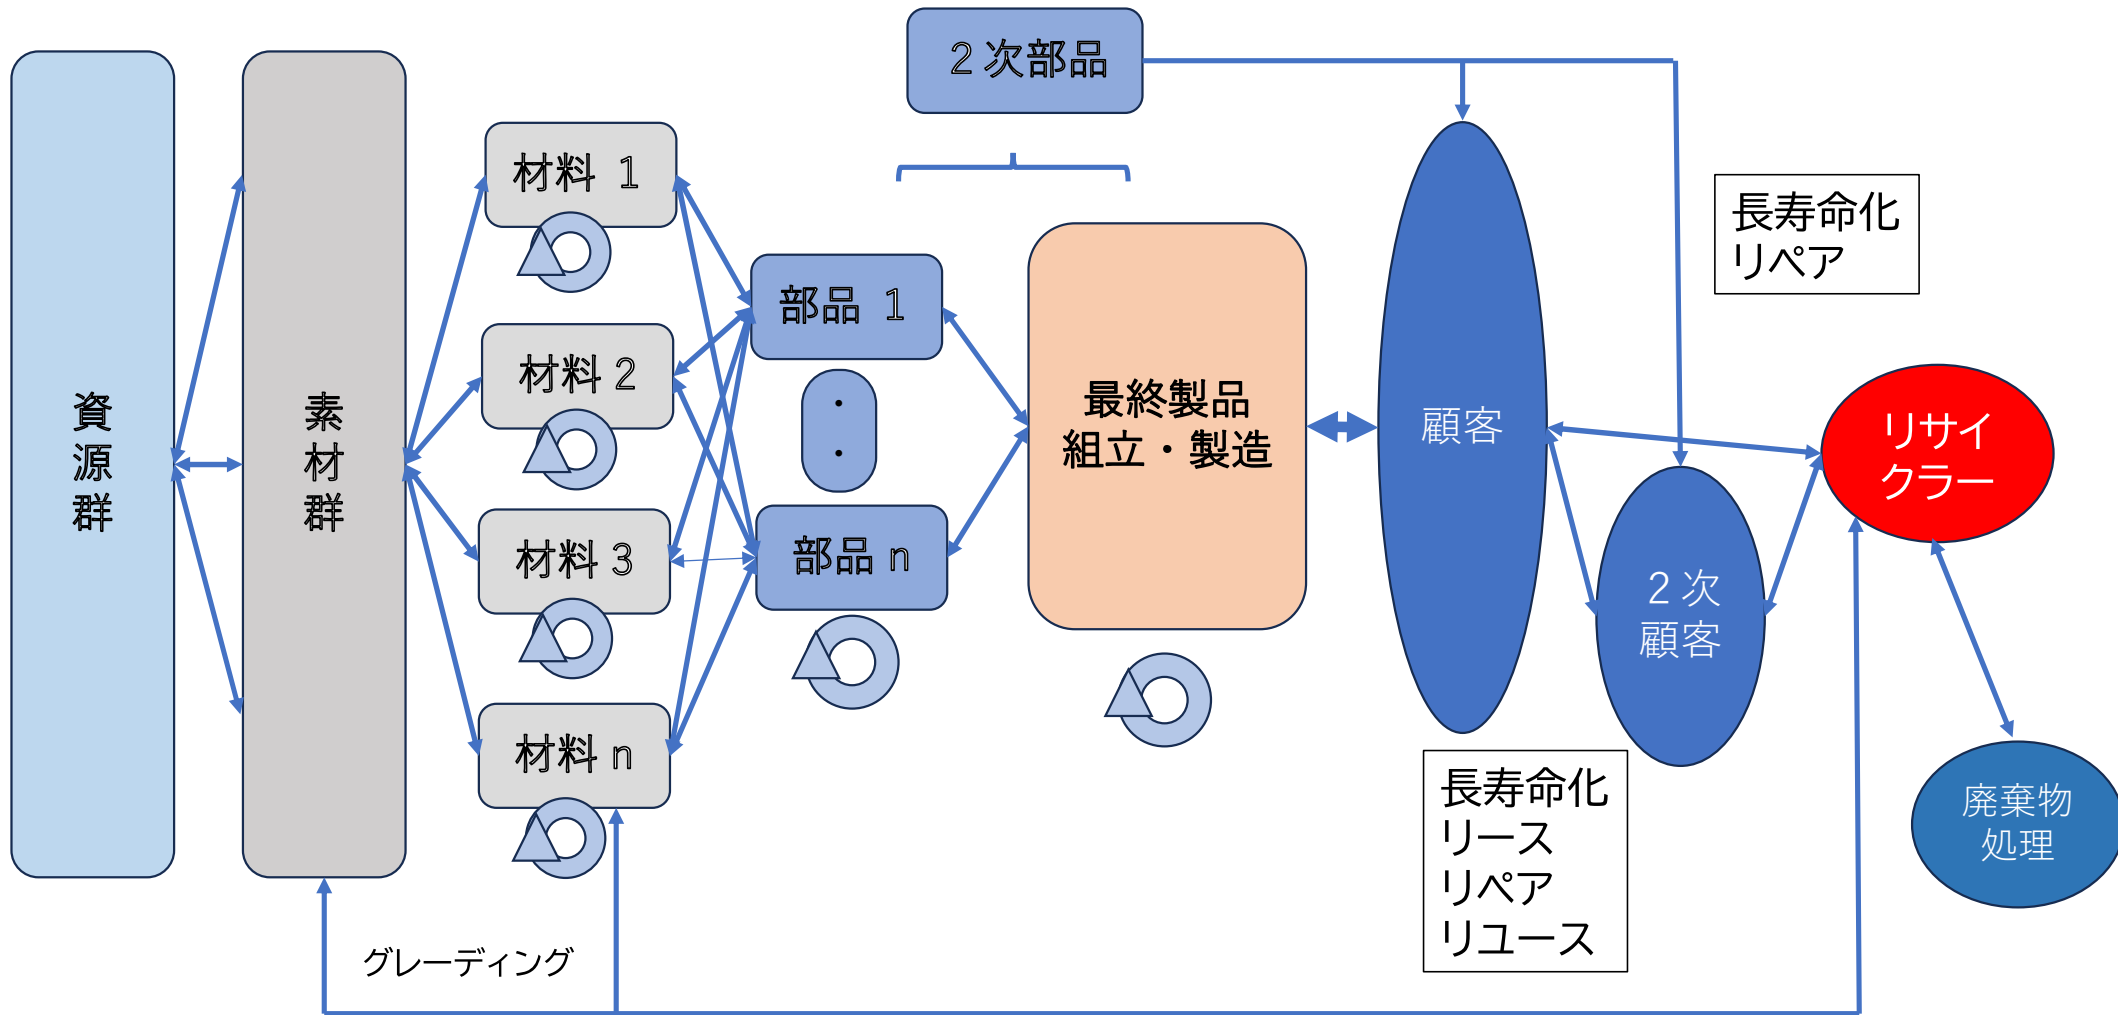 資
源
群
素
材
群
材料 1
材料 2
材料 3
材料 n
部品 1
・
・
部品 n
2 次部品
最終製品
組立・製造
顧客
2 次
顧客
長寿命化
リペア
リサイ
クラー
廃棄物
処理
長寿命化
リース
リペア
リユース
グレーディング